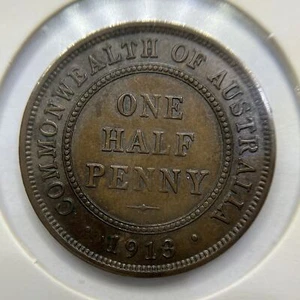 COMMONWEALTH OF AUSTRALIA
ONE
HALF
PENNY
1913